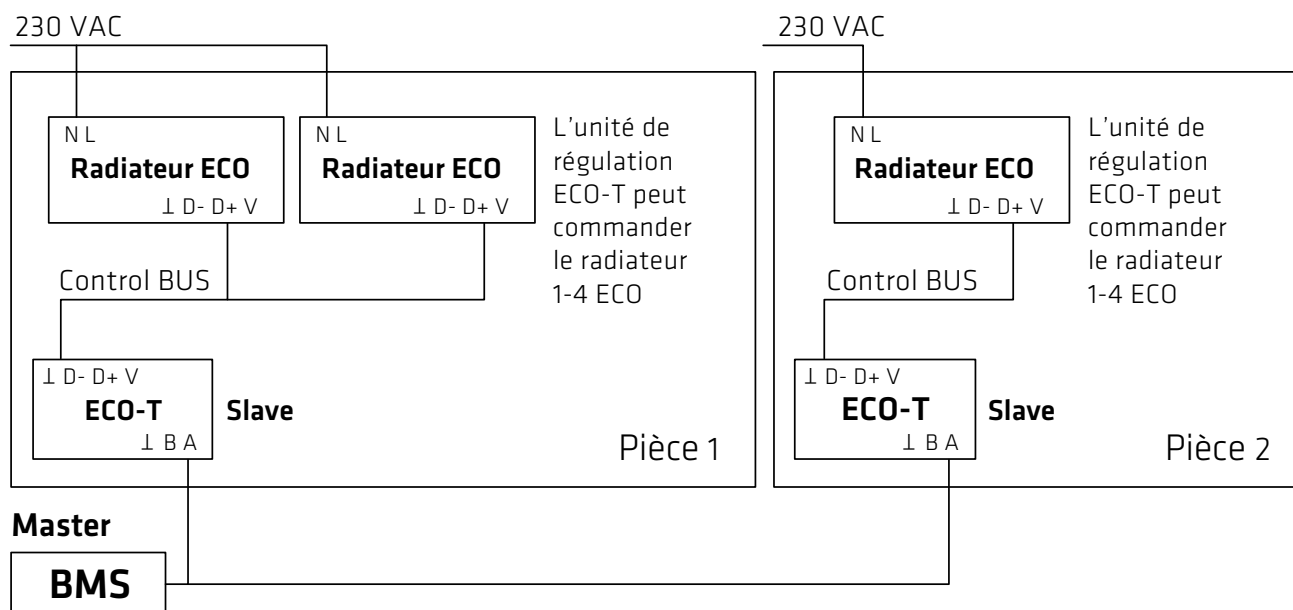 230 VAC
230 VAC
N L
Radiateur ECO
⊥ D- D+ V
N L
Radiateur ECO
⊥ D- D+ V
L'unité de
régulation
ECO-T peut
commander
le radiateur
1-4 ECO
Control BUS
⊥ D- D+ V
ECO-T
⊥ B A
Slave
Pièce 1
N L
Radiateur ECO
⊥ D- D+ V
L'unité de
régulation
ECO-T peut
commander
le radiateur
1-4 ECO
Control BUS
⊥ D- D+ V
ECO-T
⊥ B A
Slave
Pièce 2
Master
BMS